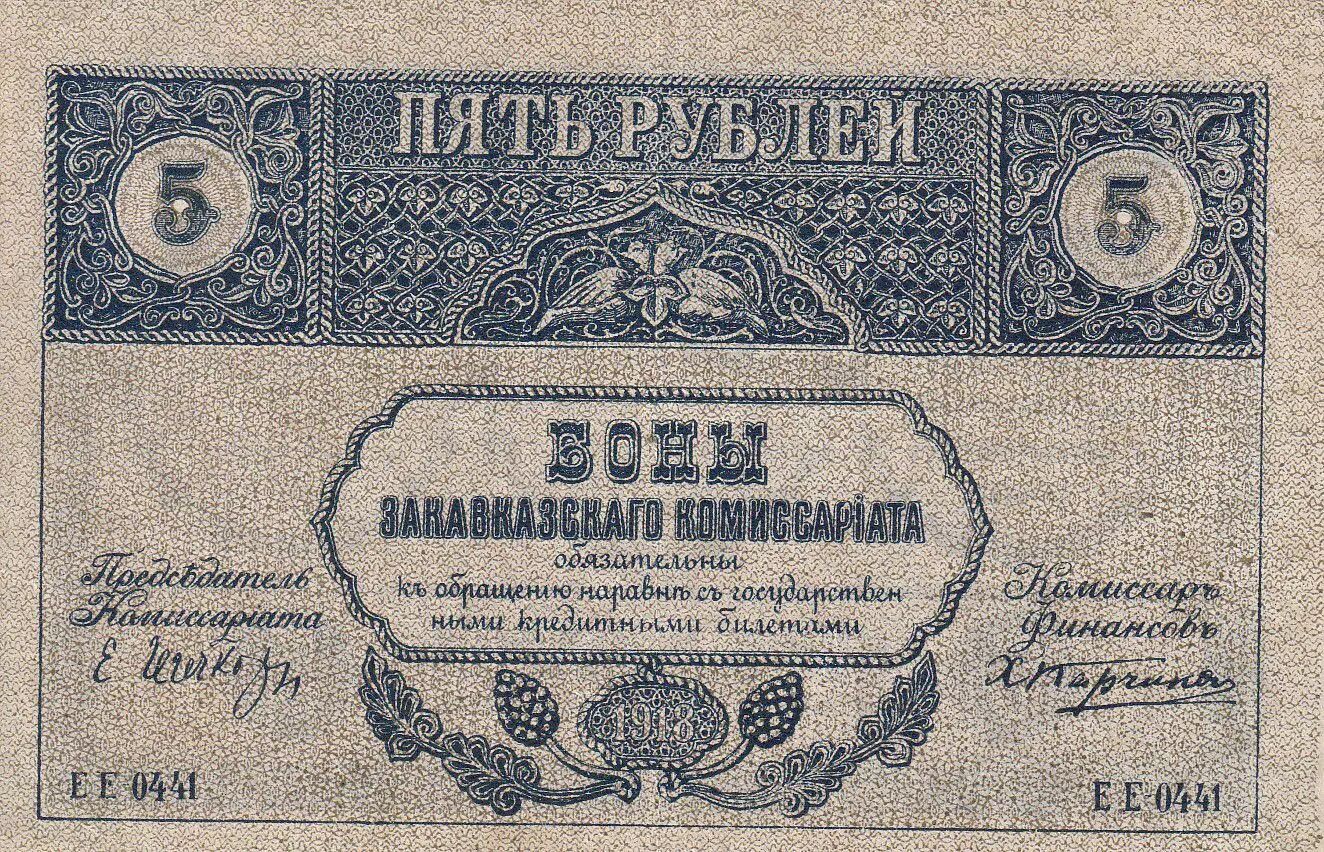 ПЯТЬ РУБЛЕЙ
5
5
БОНЫ
ЗАКАВКАЗСКАГО КОМИССАРІАТА
обязательны
къ обращенію наравнѣ съ государствен
ными кредитными билетами
Предсѣдатель
Комиссаріата
Комиссаръ
Финансовъ
1918
Е Е 0441
Е Е 0441